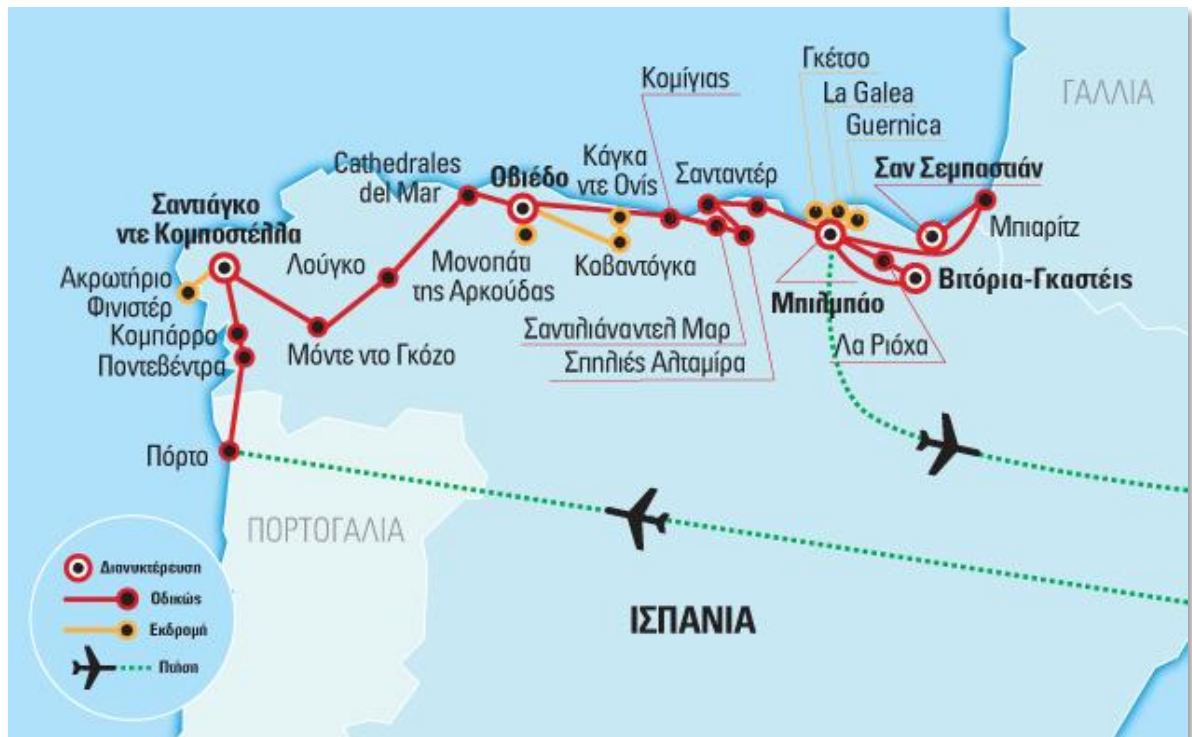 Γκέτσο
La Galea
Guernica
ΓΑΛΛΙΑ
Κομίγιας
Σαν Σεμπαστιάν
Μπιαρίτζ
Cathedrales
del Mar
Οβιέδο
Κάγκα
ντε Ονίς
Σανταντέρ
Σαντιάγκο
ντε Κομποστέλλα
Ακρωτήριο
Φινιστέρ
Λούγκο
Μονοπάτι
της Αρκούδας
Κοβαντόγκα
Μπιλμπάο
Βιτόρια-Γκαστέις
Κομπάρρο
Ποντεβέντρα
Μόντε ντο Γκόζο
Σαντιλιάναντελ Μαρ
Σπηλιές Αλταμίρα
Λα Ριόχα
Πόρτο
ΠΟΡΤΟΓΑΛΙΑ
ΙΣΠΑΝΙΑ
Διανυκτέρευση
Οδικώς
Εκδρομή
Πτήση